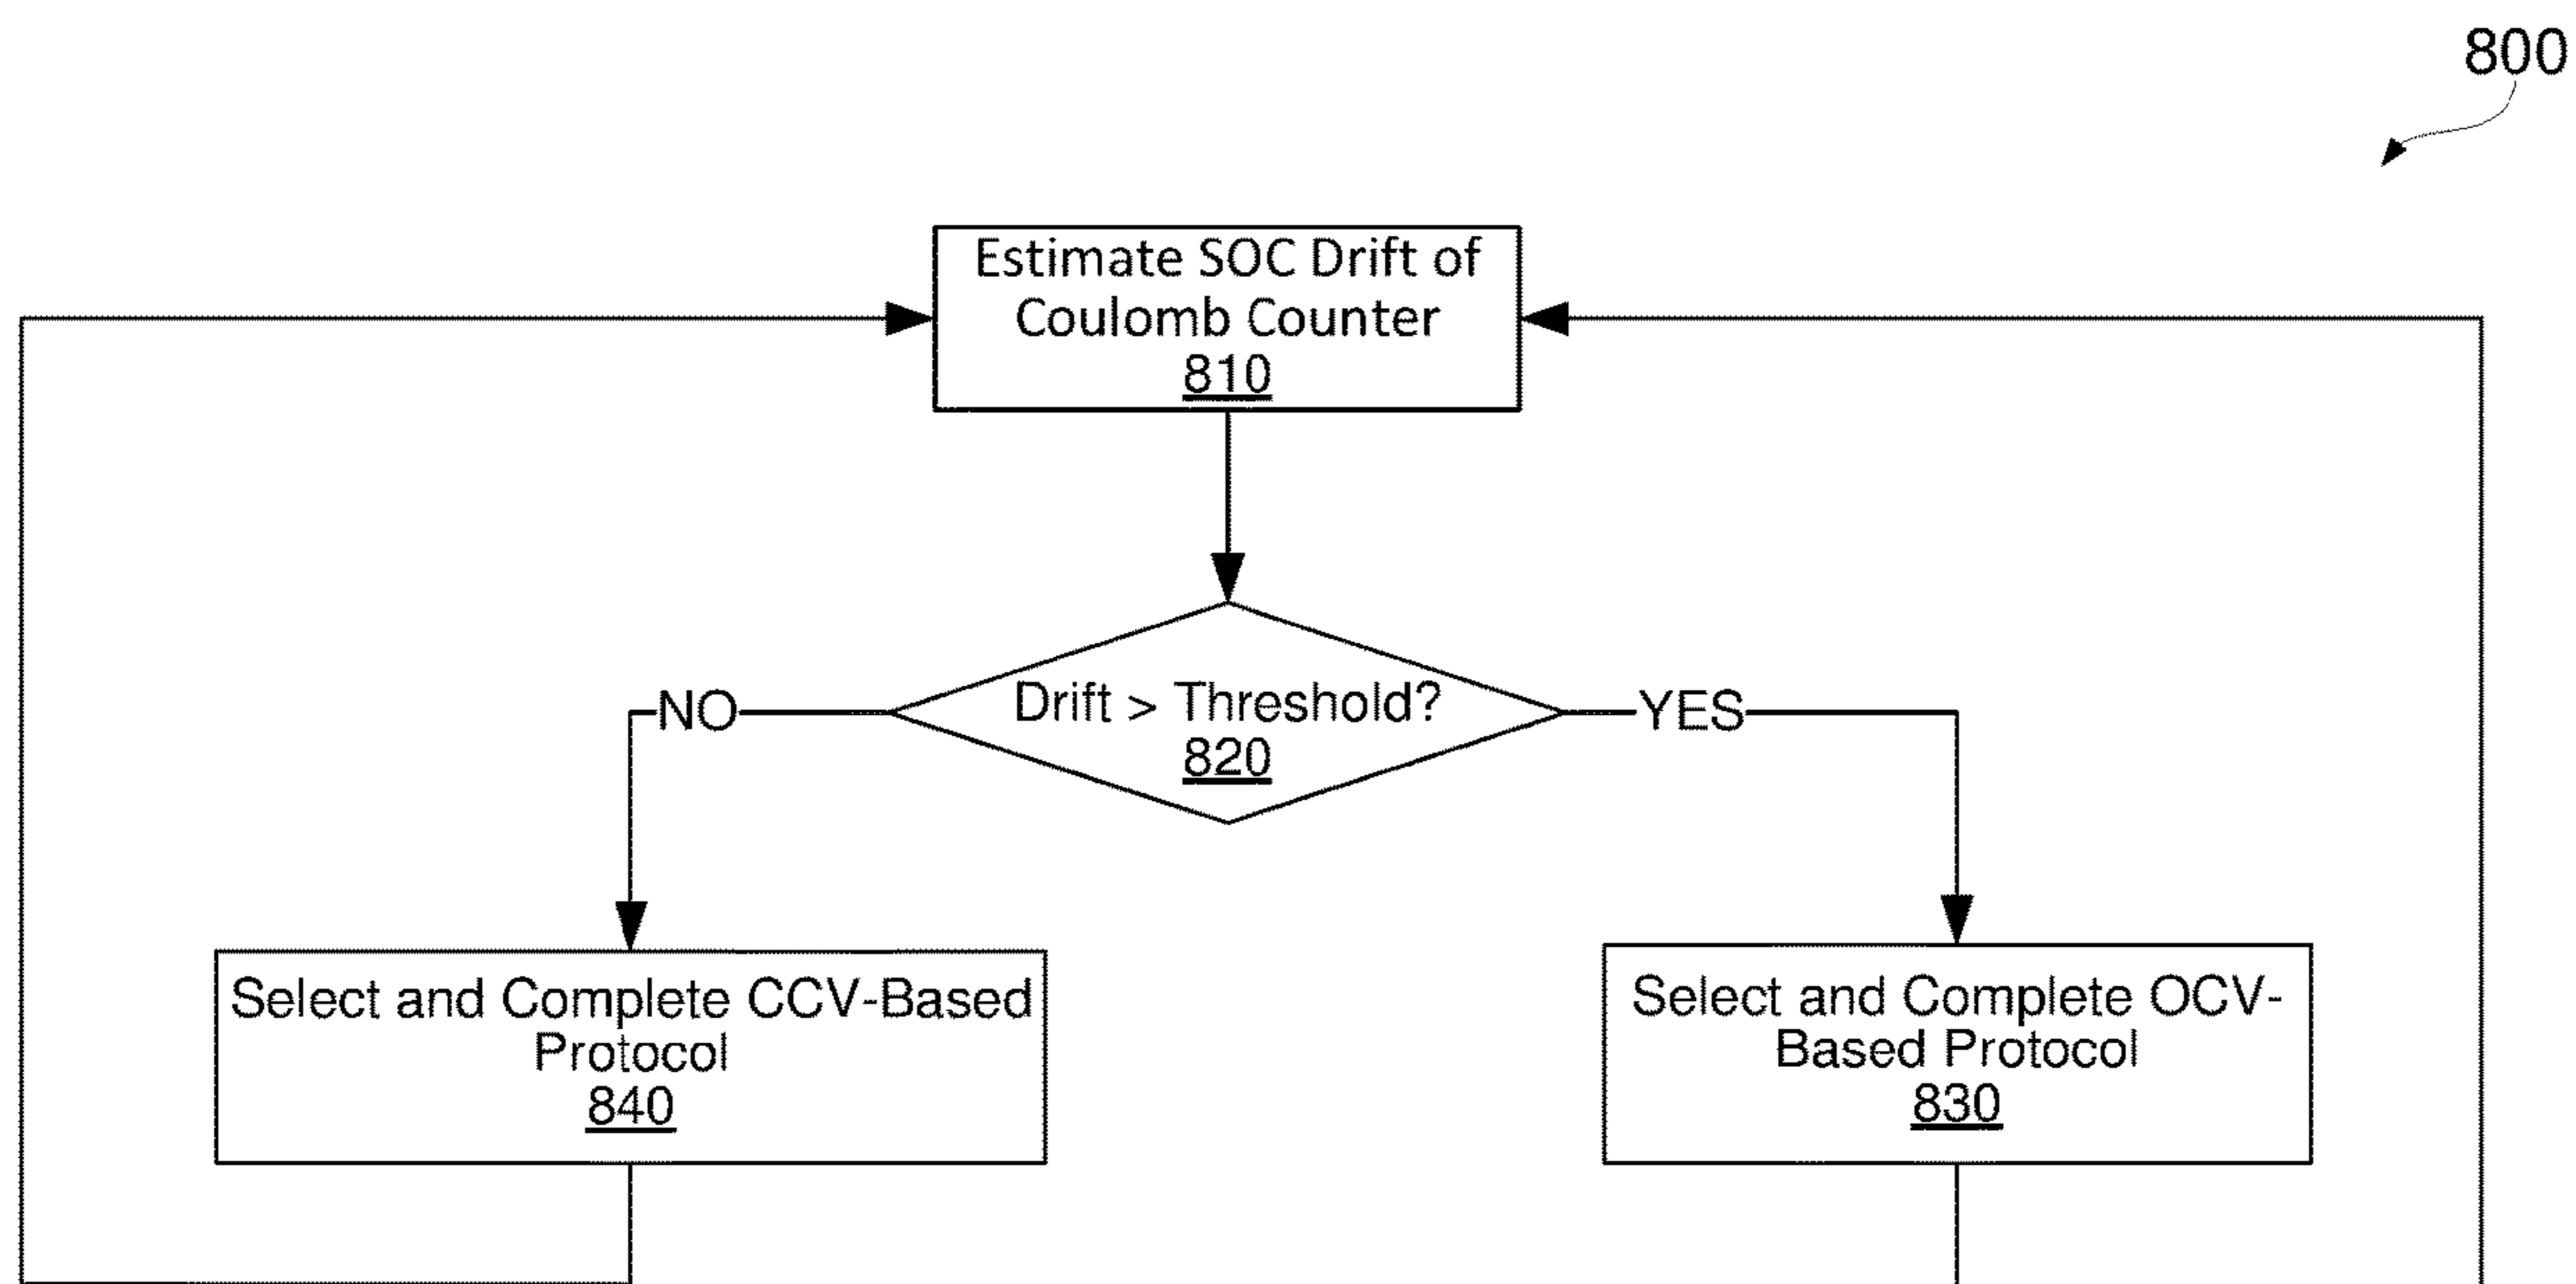 800
Estimate SOC Drift of
Coulomb Counter
810
Drift > Threshold?
820
NO
YES
Select and Complete CCV-Based
Protocol
840
Select and Complete OCV-
Based Protocol
830